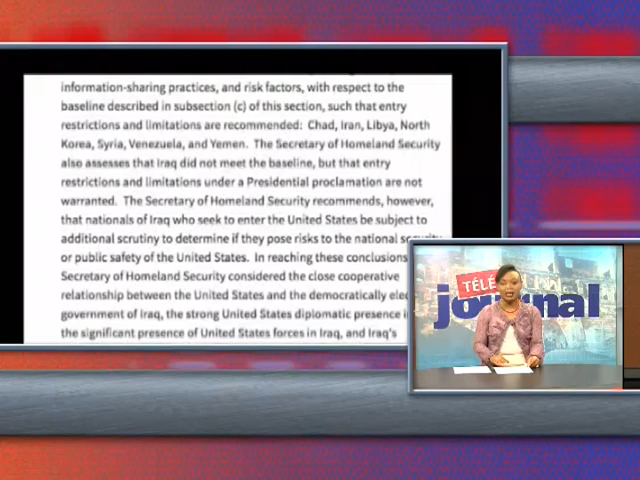 information-sharing practices, and risk factors, with respect to the
baseline described in subsection (c) of this section, such that entry
restrictions and limitations are recommended: Chad, Iran, Libya, North
Korea, Syria, Venezuela, and Yemen. The Secretary of Homeland Security
also assesses that Iraq did not meet the baseline, but that entry
restrictions and limitations under a Presidential proclamation are not
warranted. The Secretary of Homeland Security recommends, however,
that nationals of Iraq who seek to enter the United States be subject to
additional scrutiny to determine if they pose risks to the national security
or public safety of the United States. In reaching these conclusions
Secretary of Homeland Security considered the close cooperative
relationship between the United States and the democratically
government of Iraq, the strong United States diplomatic presence
the significant presence of United States forces in Iraq, and Iraq's
TÉLÉ
journal